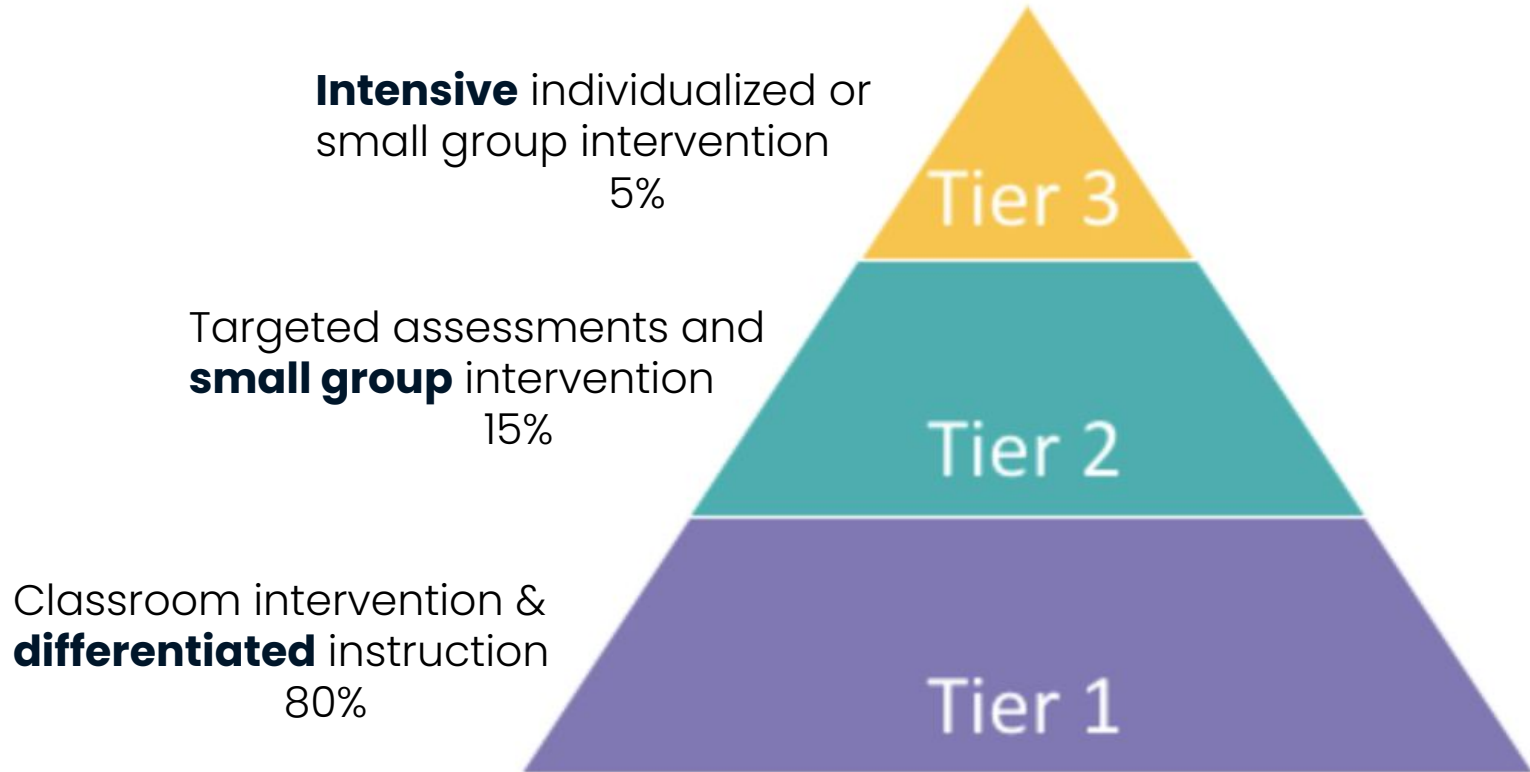 Intensive individualized or
small group intervention
5%
Tier 3
Targeted assessments and
small group intervention
15%
Tier 2
Classroom intervention &
differentiated instruction
80%
Tier 1